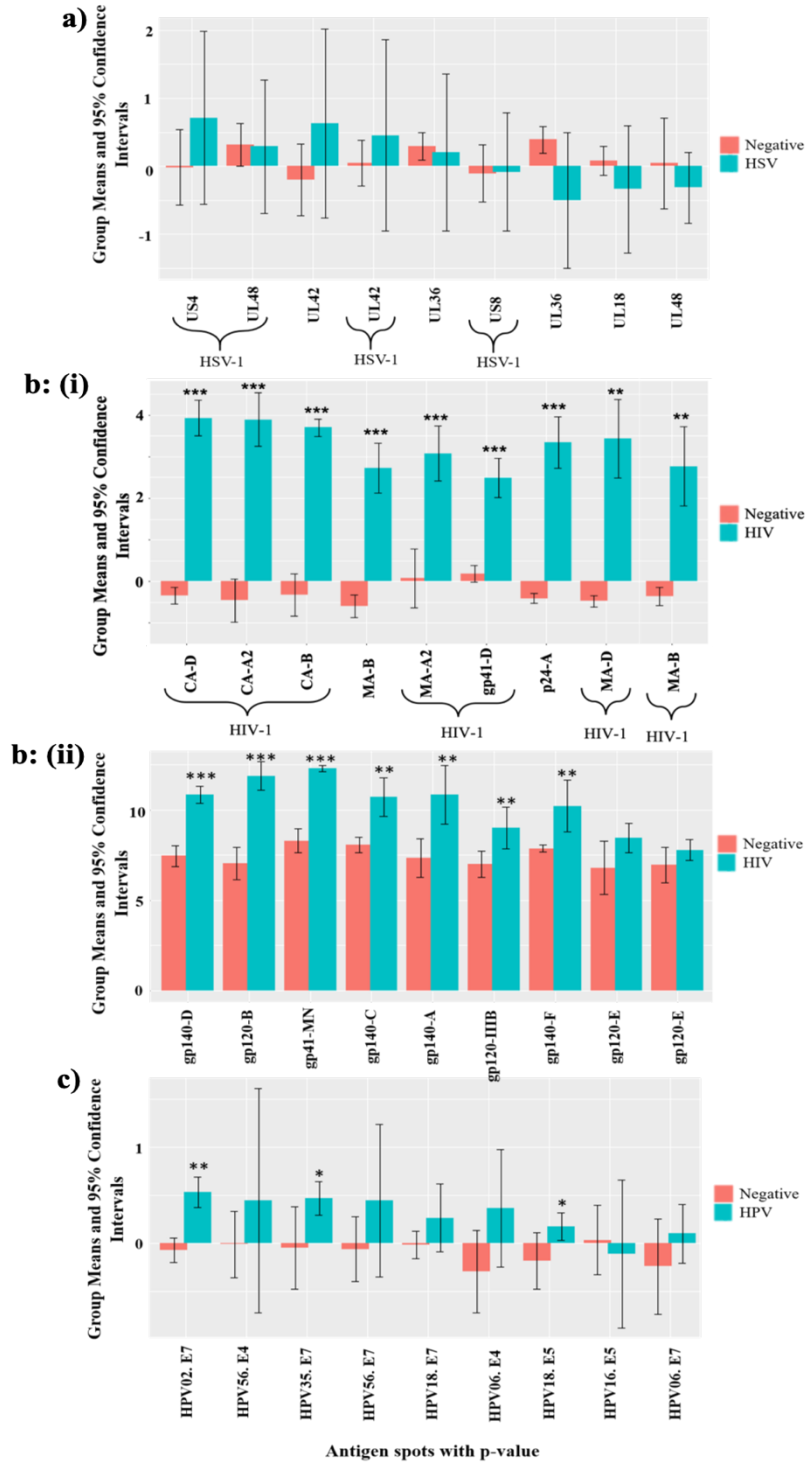 a)
Group Means and 95% Confidence
Intervals
2
1
0
-1
Negative
HSV
US4
UL48
UL42
UL42
UL36
US8
UL36
UL18
UL48
HSV-1
HSV-1
HSV-1
b: (i)
Group Means and 95% Confidence
Intervals
4
2
0
***
***
***
***
***
***
***
**
**
Negative
HIV
CA-D
CA-A2
CA-B
MA-B
MA-A2
gp41-D
p24-A
MA-D
MA-B
HIV-1
HIV-1
HIV-1
HIV-1
b: (ii)
Group Means and 95% Confidence
Intervals
10
5
0
***
***
***
**
**
**
**
Negative
HIV
gp140-D
gp120-B
gp41-MN
gp140-C
gp140-A
gp120-IIIB
gp140-F
gp120-E
gp120-E
c)
Group Means and 95% Confidence
Intervals
1
0
**
*
*
Negative
HPV
HPV02. E7
HPV56. E4
HPV35. E7
HPV56. E7
HPV18. E7
HPV06. E4
HPV18. E5
HPV16. E5
HPV06. E7
Antigen spots with p-value